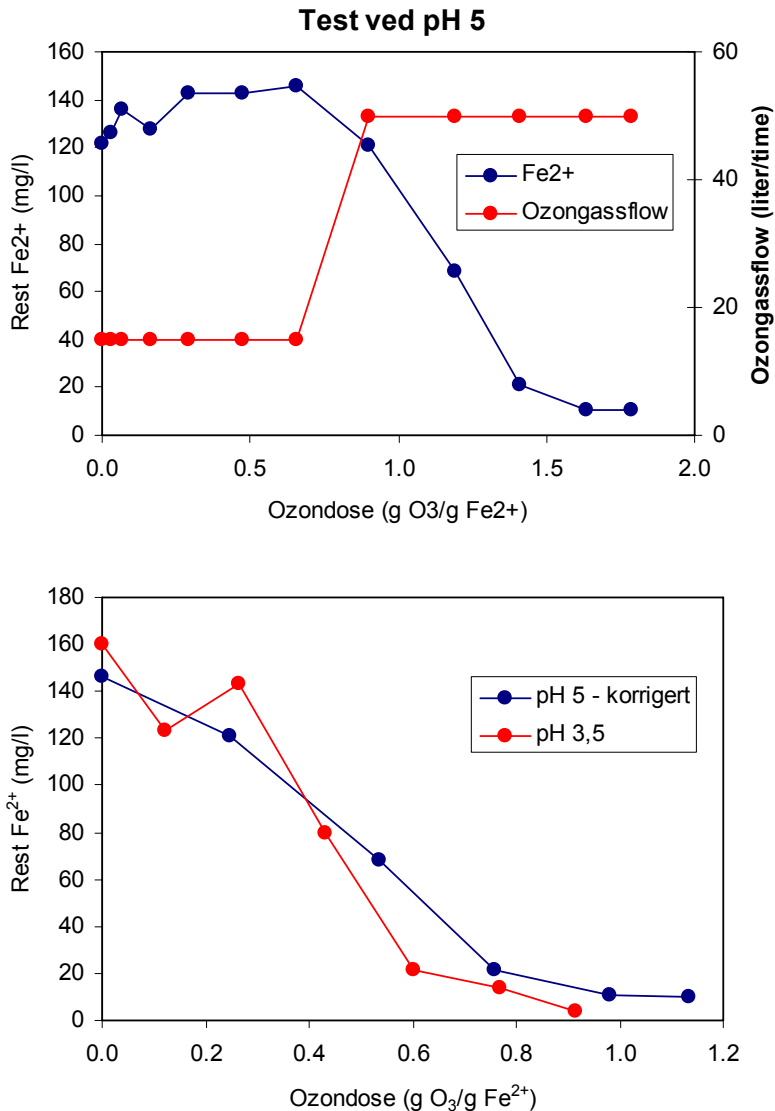 Test ved pH 5
160
140
120
100
80
60
40
20
0
Rest Fe2+ (mg/l)
60
40
20
0
Ozongassflow (liter/time)
Fe2+
Ozongassflow
0.0 0.5 1.0 1.5 2.0
Ozondose (g O3/g Fe2+)
180
160
140
120
100
80
60
40
20
0
Rest Fe²⁺ (mg/l)
pH 5 - korrigert
pH 3,5
0.0 0.2 0.4 0.6 0.8 1.0 1.2
Ozondose (g O₃/g Fe²⁺)